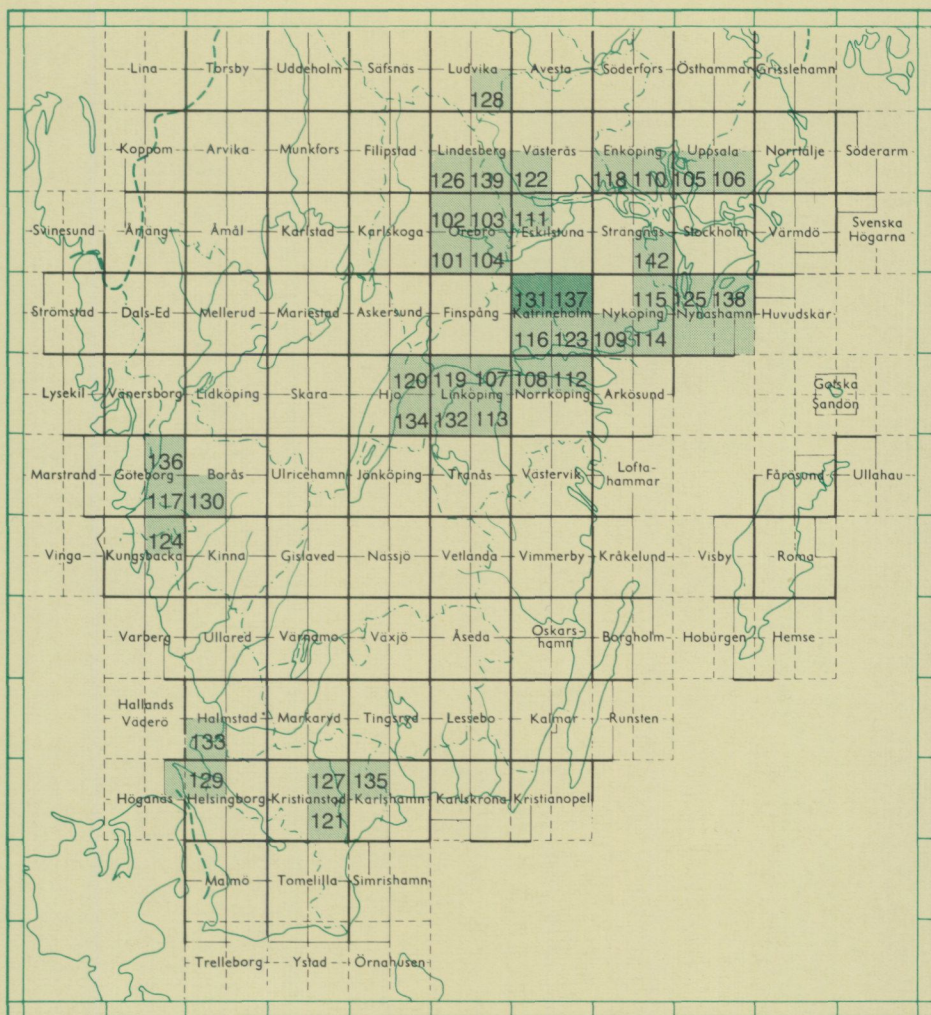 Lina Torsby Uddeholm Säfsnäs Ludvika Avesta Söderfors Östhammar Grisslehamn
128
Koppom Arvika Munkfors Filipstad Lindesberg Västerås Enköping Uppsala Norrtälje Söderarm
126 139 122 118 110 105 106
102 103 111
Svinesund Årjäng Åmål Karlstad Karlskoga Örebro Eskilstuna Strängnäs Stockholm Värmdö Svenska
Högarna
101 104 142
131 137 115 125 138
Strömstad Dals-Ed Mellerud Mariestad Askersund Finspång Katrineholm Nyköping Nynäshamn Huvudskär
116 123 109 114
120 119 107 108 112
Lysekil Vänersborg Lidköping Skara Hjo Linköping Norrköping Arkösund Gotska
Sandön
134 132 113
136
Marstrand Göteborg Borås Ulricehamn Jönköping Tranås Västervik Lofta-
hammar Fårösund Ullahau
117 130
124
Vinga Kungsbacka Kinna Gislaved Nässjö Vetlanda Vimmerby Kråkelund Visby Roma
Varberg Ullared Värnamo Växjö Åseda Oskars-
hamn Borgholm Hoburgen Hemse
Hallands
Väderö Halmstad Markaryd Tingsryd Lessebo Kalmar Runsten
133
129 127 135
Höganäs Helsingborg Kristianstad Karlshamn Karlskrona Kristianopel
121
Malmö Tomelilla Simrishamn
Trelleborg Ystad Örnahusen